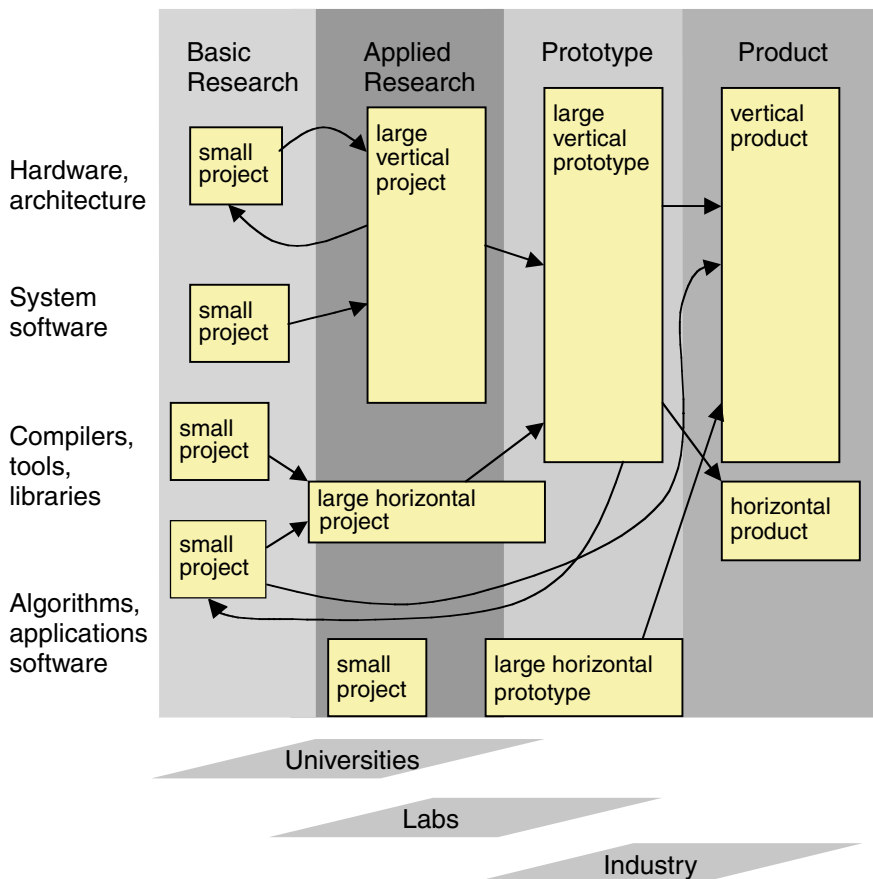 Basic
Research
Applied
Research
Prototype
Product
Hardware,
architecture
small
project
large
vertical
project
large
vertical
prototype
vertical
product
System
software
small
project
Compilers,
tools,
libraries
small
project
large horizontal
project
horizontal
product
small
project
Algorithms,
applications
software
small
project
large horizontal
prototype
Universities
Labs
Industry